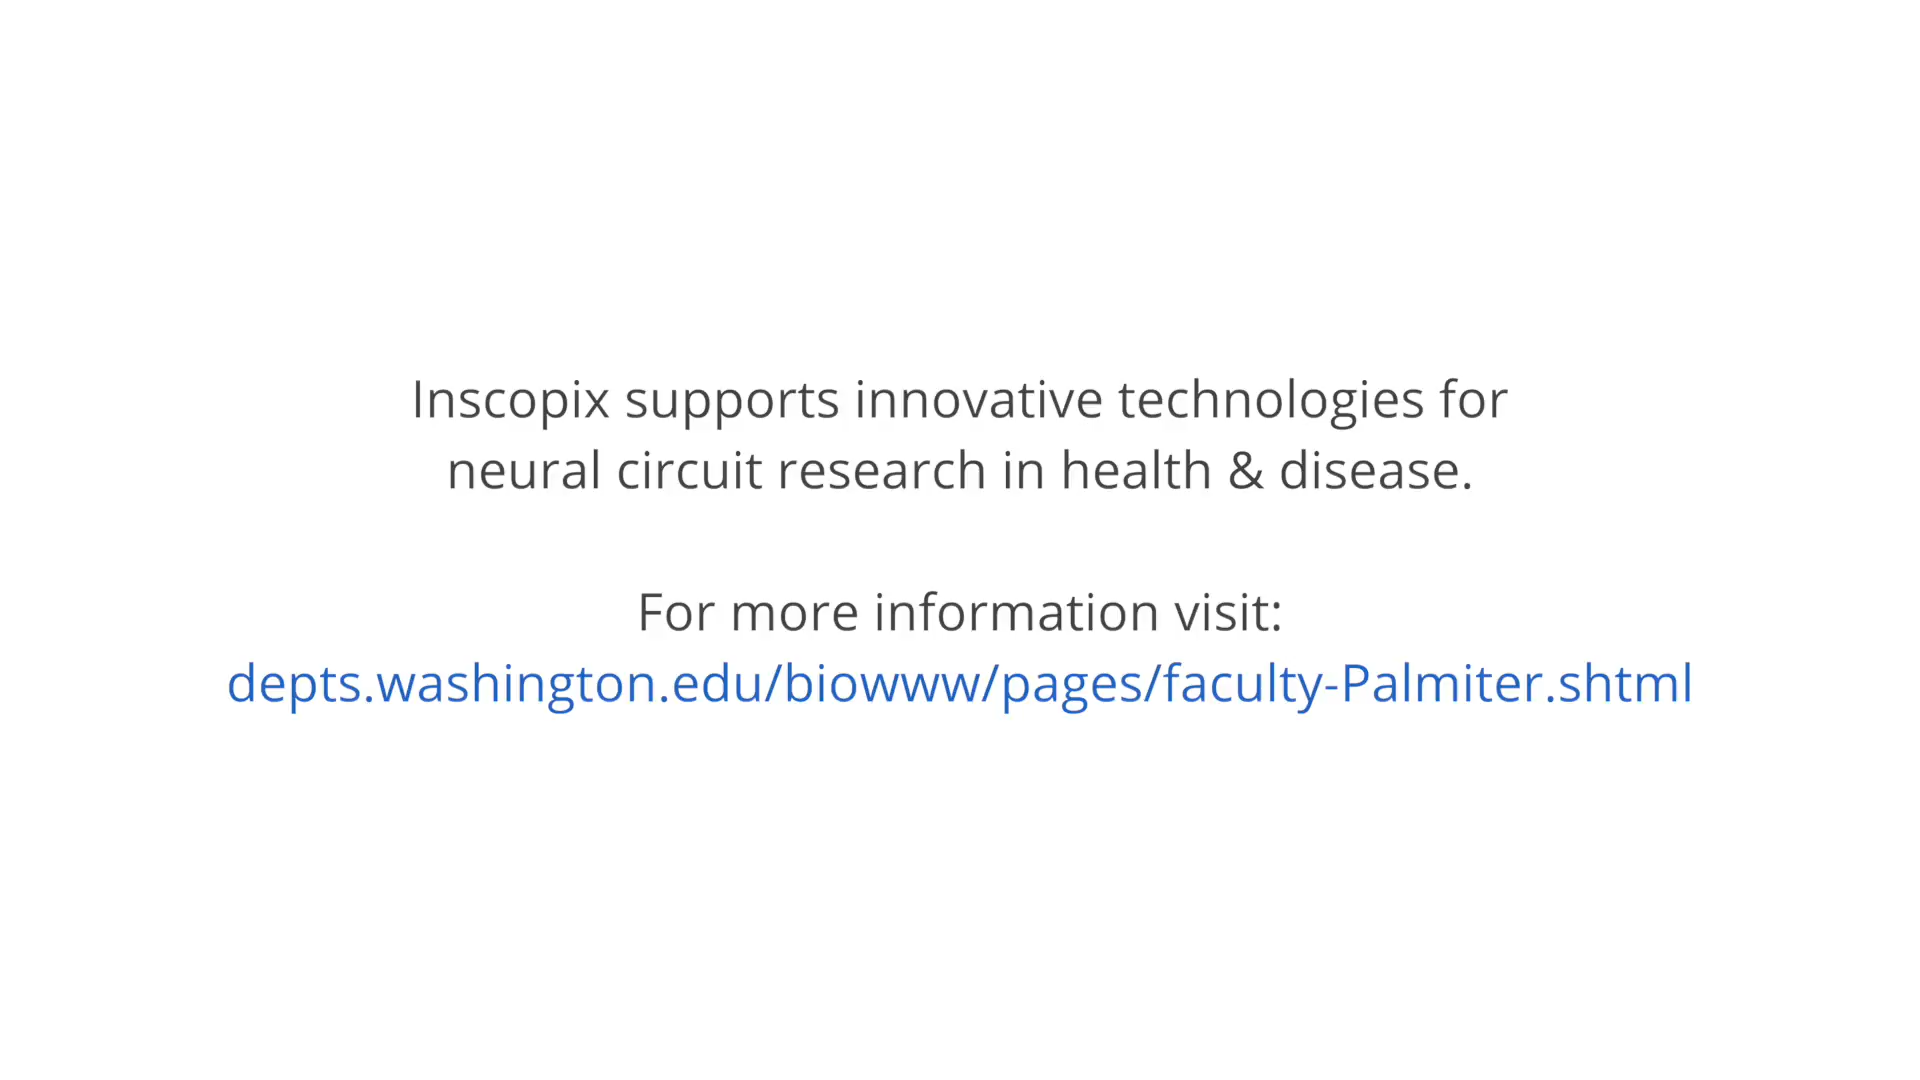 Inscopix supports innovative technologies for
neural circuit research in health & disease.
For more information visit:
depts.washington.edu/biowww/pages/faculty-Palmiter.shtml